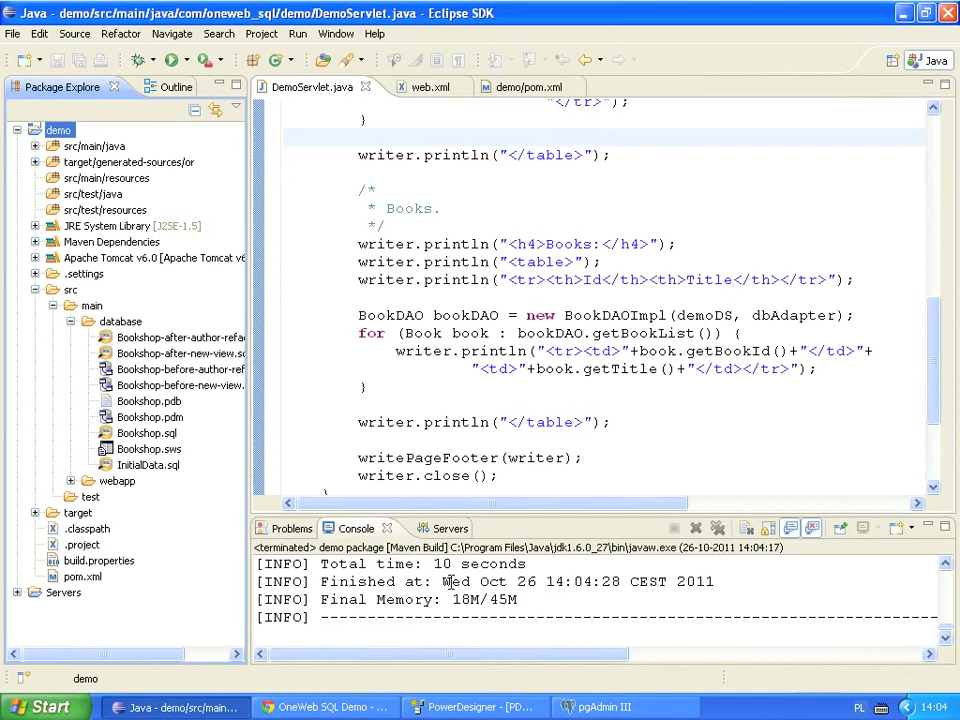 Java - demo/src/main/java/com/oneweb_sql/demo/DemoServlet.java - Eclipse SDK
File Edit Source Refactor Navigate Search Project Run Window Help
Java
Package Explore Outline
demo
src/main/java
target/generated-sources/or
src/main/resources
src/test/java
src/test/resources
JRE System Library [J2SE-1.5]
Maven Dependencies
Apache Tomcat v6.0 [Apache Tomcat v6
.settings
src
main
database
Bookshop-after-author-refa
Bookshop-after-new-view.sc
Bookshop-before-author-ref
Bookshop-before-new-view.
Bookshop.pdb
Bookshop.pdm
Bookshop.sql
Bookshop.sws
InitialData.sql
webapp
test
target
.classpath
.project
build.properties
pom.xml
Servers
DemoServlet.java web.xml demo/pom.xml
"</tr>");
}
writer.println("</table>");
/*
* Books.
*/
writer.println("<h4>Books:</h4>");
writer.println("<table>");
writer.println("<tr><th>Id</th><th>Title</th></tr>");
BookDAO bookDAO = new BookDAOImpl(demoDS, dbAdapter);
for (Book book : bookDAO.getBookList()) {
writer.println("<tr><td>"+book.getBookId()+"</td>"+
"<td>"+book.getTitle()+"</td></tr>");
}
writer.println("</table>");
writePageFooter(writer);
writer.close();
Problems Console Servers
<terminated> demo package [Maven Build] C:\Program Files\Java\jdk1.6.0_27\bin\javaw.exe (26-10-2011 14:04:17)
[INFO] Total time: 10 seconds
[INFO] Finished at: Wed Oct 26 14:04:28 CEST 2011
[INFO] Final Memory: 18M/45M
[INFO] ------------------------------------------------------------------------
demo
Start Java - demo/src/main... OneWeb SQL Demo - ... PowerDesigner - [PD... pgAdmin III PL 14:04